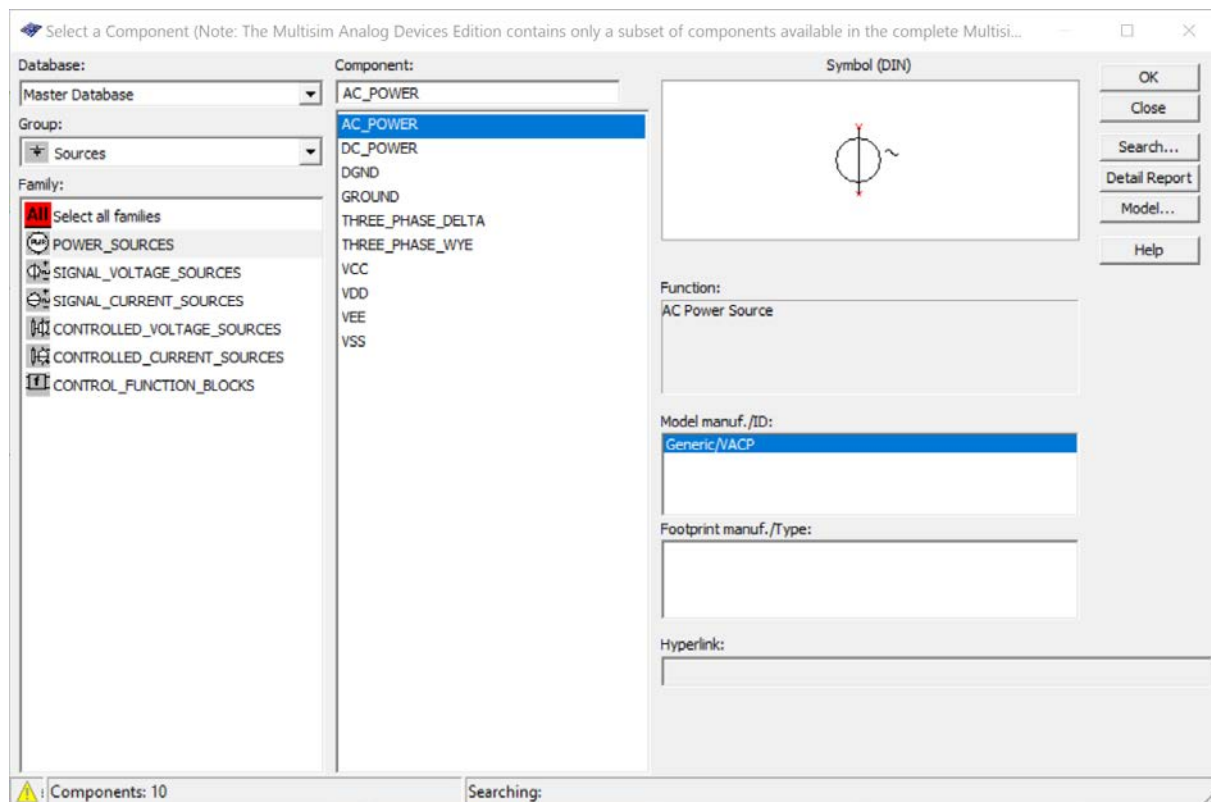 Select a Component (Note: The Multisim Analog Devices Edition contains only a subset of components available in the complete Multisi...
Database:
Master Database
Group:
Sources
Family:
All Select all families
POWER_SOURCES
SIGNAL_VOLTAGE_SOURCES
SIGNAL_CURRENT_SOURCES
CONTROLLED_VOLTAGE_SOURCES
CONTROLLED_CURRENT_SOURCES
CONTROL_FUNCTION_BLOCKS
Component:
AC_POWER
AC_POWER
DC_POWER
DGND
GROUND
THREE_PHASE_DELTA
THREE_PHASE_WYE
VCC
VDD
VEE
VSS
Symbol (DIN)
Function:
AC Power Source
Model manuf./ID:
Generic/VACP
Footprint manuf./Type:
Hyperlink:
OK
Close
Search...
Detail Report
Model...
Help
Components: 10
Searching: